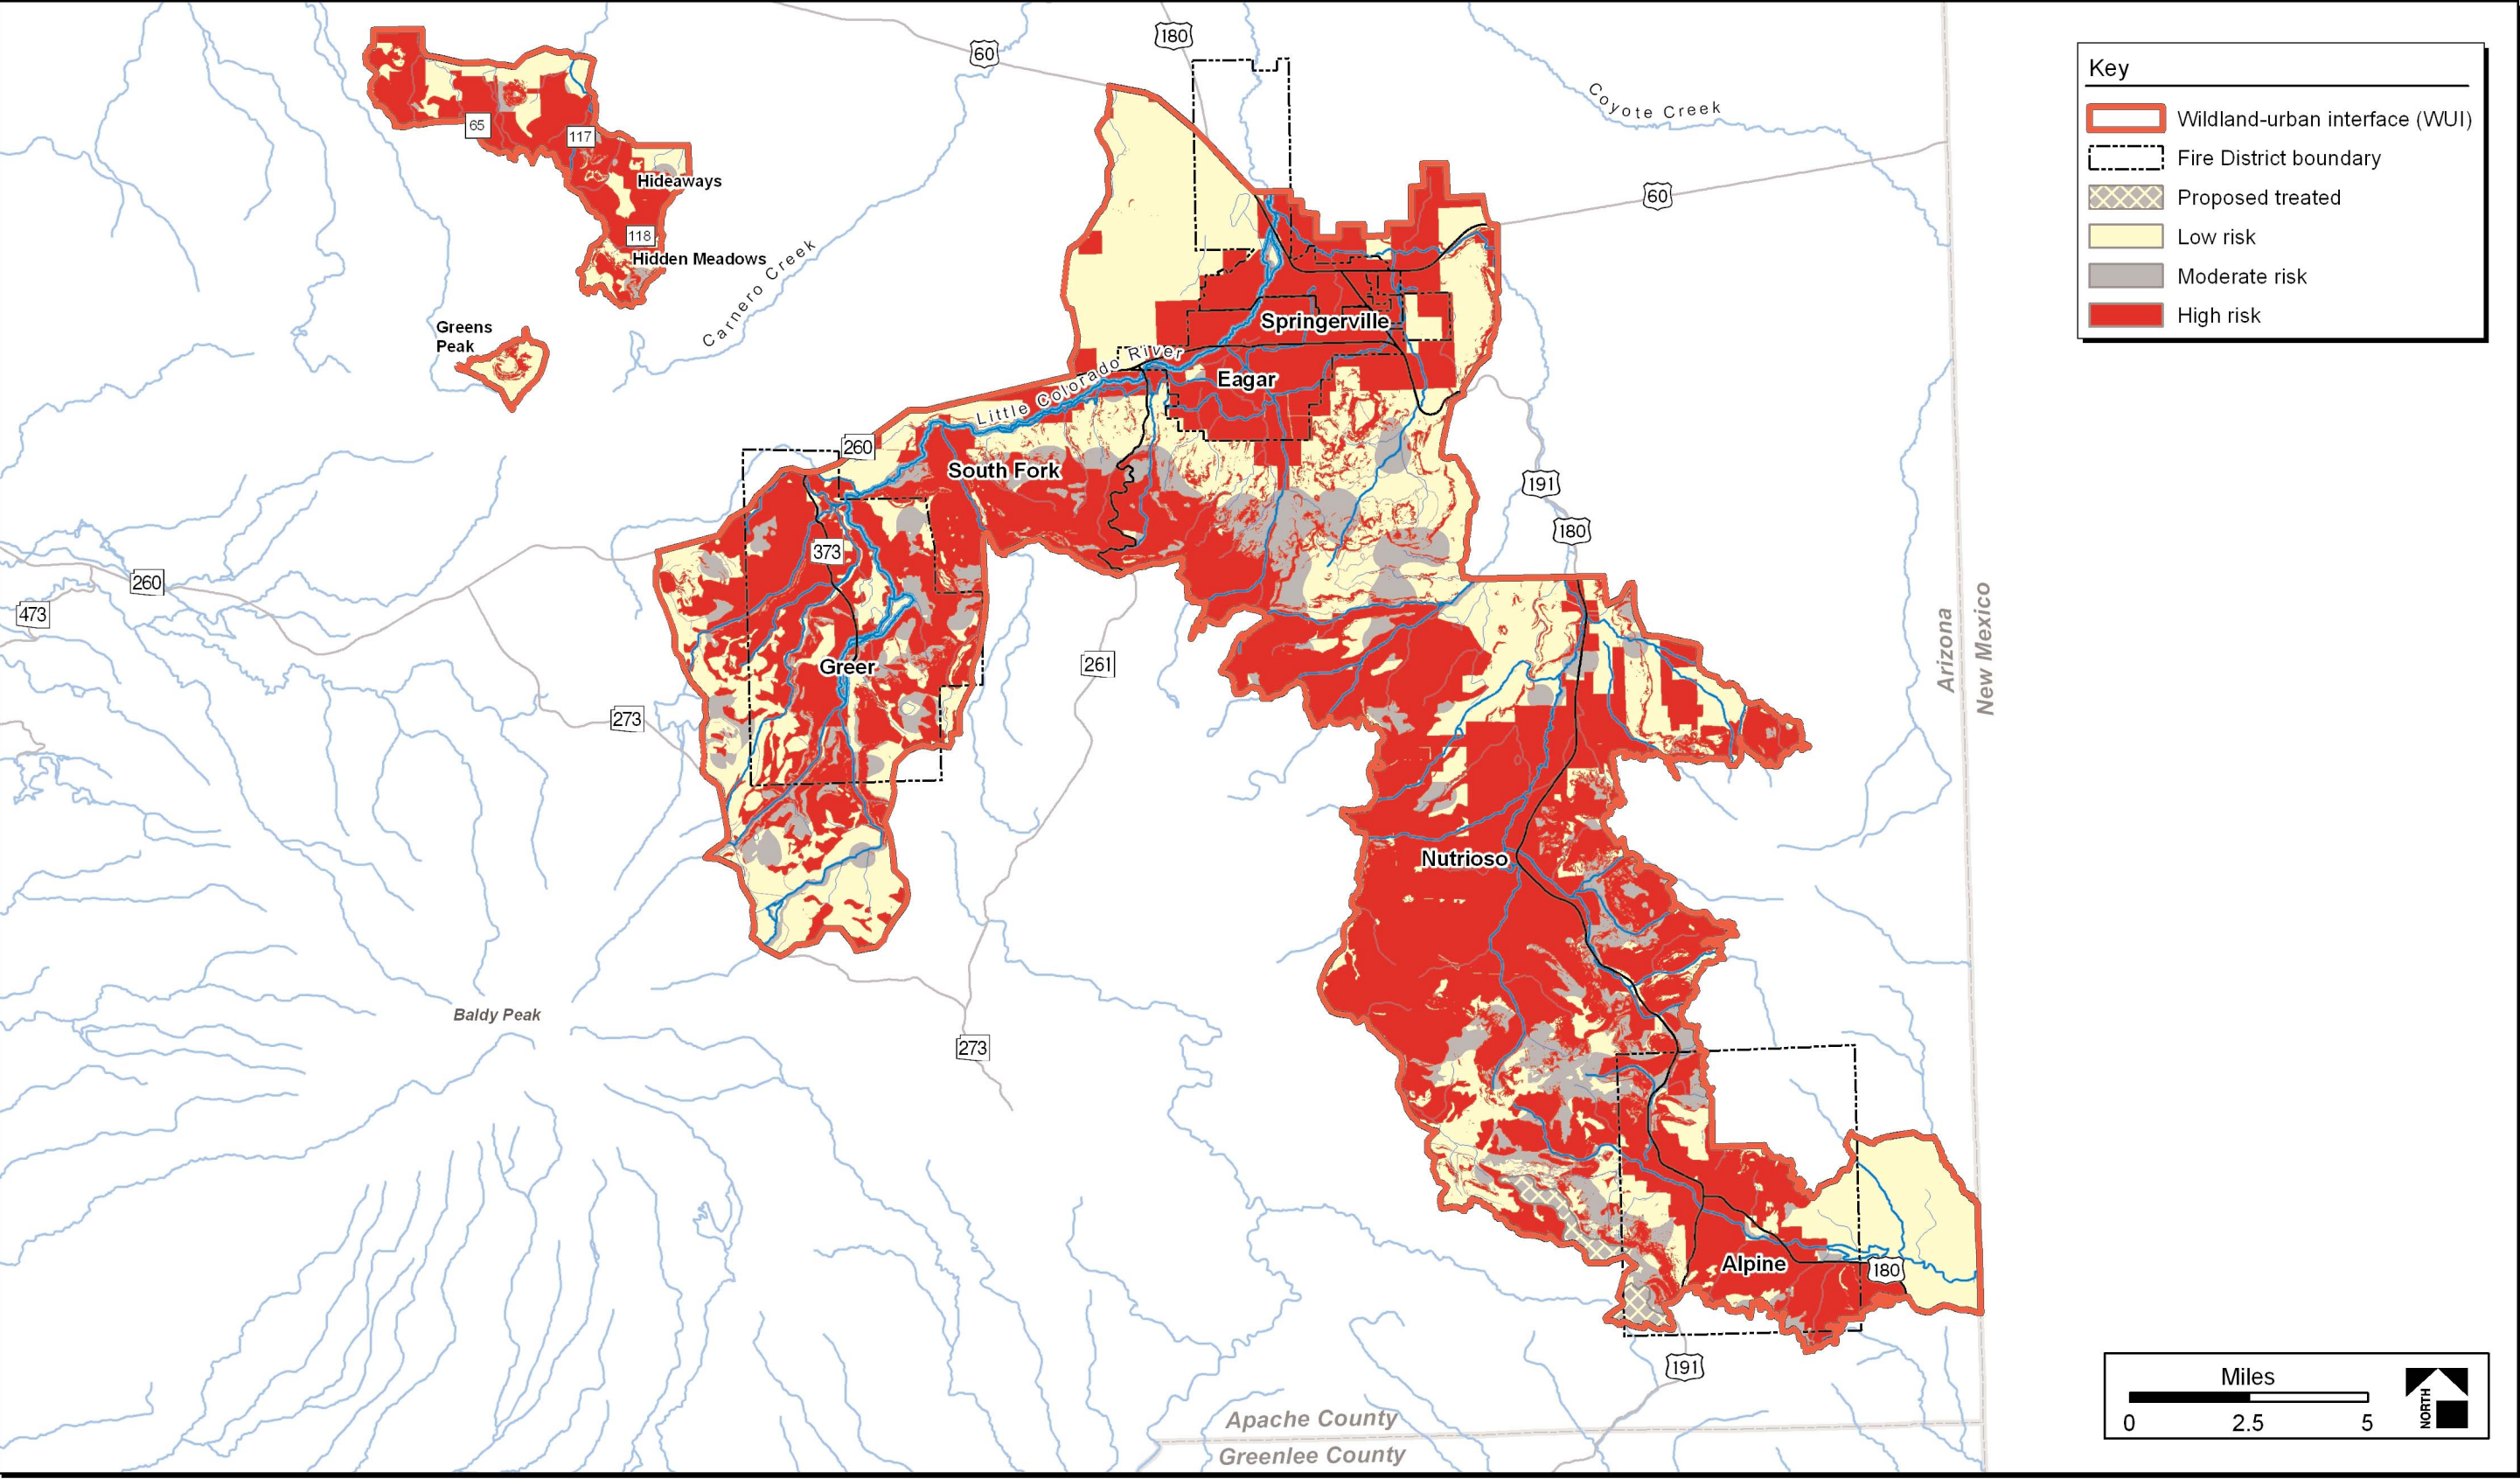 60
180
Coyote Creek
Key
Wildland-urban interface (WUI)
Fire District boundary
Proposed treated
Low risk
Moderate risk
High risk
65
117
Hideaways
60
118
Hidden Meadows
Carnero Creek
Greens
Peak
Springerville
Little Colorado River
Eagar
260
South Fork
191
180
373
260
473
Arizona
New Mexico
261
Greer
273
Nutrioso
Baldy Peak
273
Alpine
180
191
Miles
0 2.5 5
NORTH
Apache County
Greenlee County